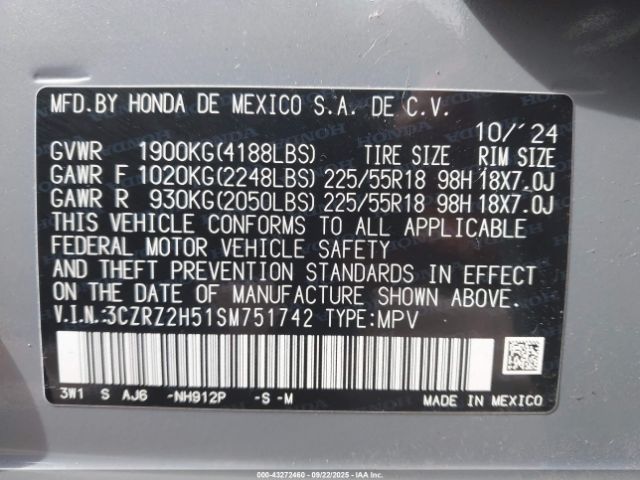 MFD.BY HONDA DE MEXICO S.A. DE C.V.
10/'24
GVWR 1900KG(4188LBS) TIRE SIZE RIM SIZE
GAWR F 1020KG(2248LBS) 225/55R18 98H 18X7.0J
GAWR R 930KG(2050LBS) 225/55R18 98H 18X7.0J
THIS VEHICLE CONFORMS TO ALL APPLICABLE
FEDERAL MOTOR VEHICLE SAFETY
AND THEFT PREVENTION STANDARDS IN EFFECT
ON THE DATE OF MANUFACTURE SHOWN ABOVE.
V.I.N.:3CZRZ2H51SM751742 TYPE:MPV
3W1 S AJ6 -NH912P -S -M MADE IN MEXICO
000-43272460 - 09/22/2025 - IAAI.COM